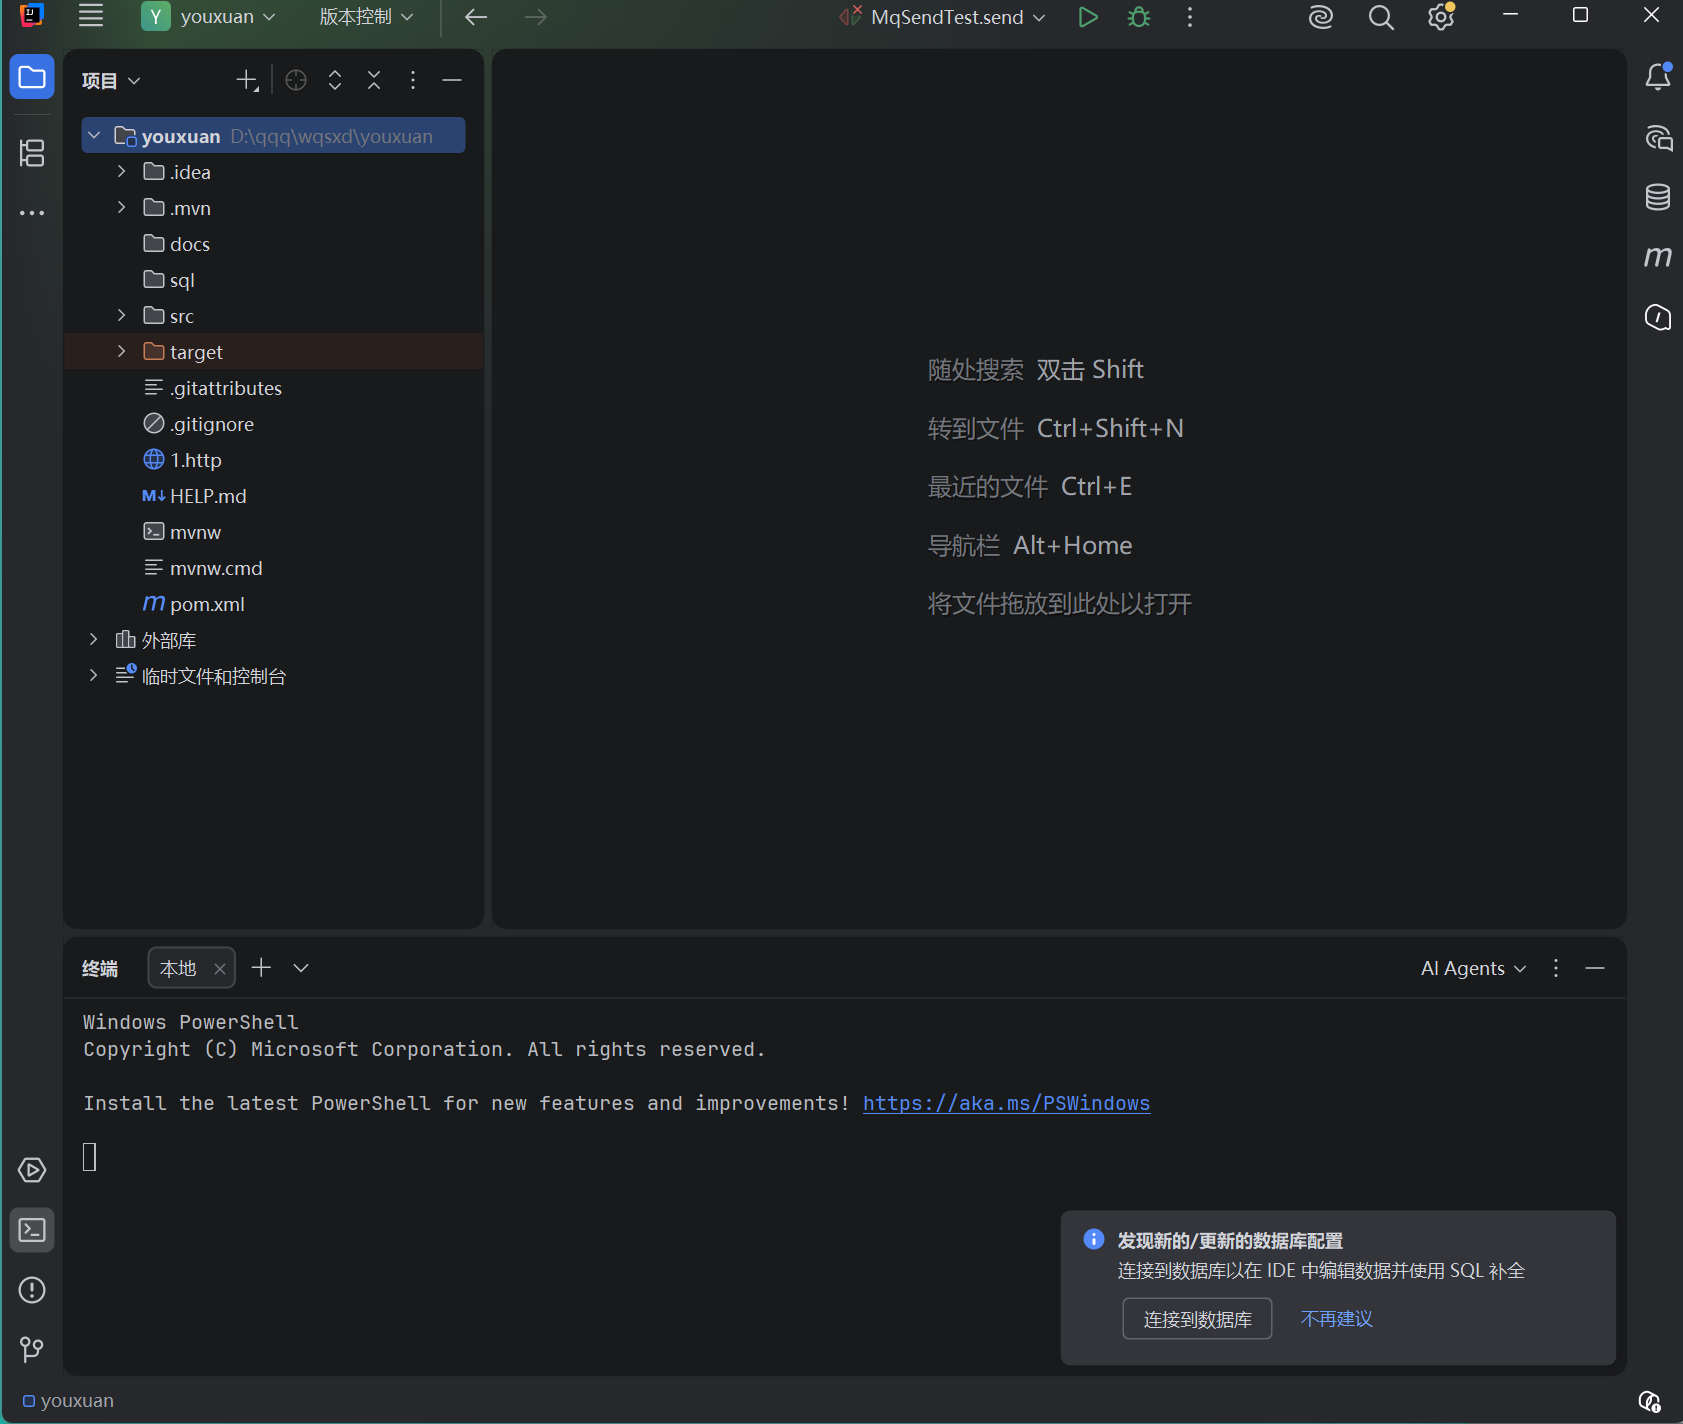 Y youxuan 版本控制 MqSendTest.send
项目
youxuan D:\qqq\wqsxd\youxuan
.idea
.mvn
docs
sql
src
target
.gitattributes
.gitignore
1.http
M↓ HELP.md
mvnw
mvnw.cmd
m pom.xml
外部库
临时文件和控制台
随处搜索 双击 Shift
转到文件 Ctrl+Shift+N
最近的文件 Ctrl+E
导航栏 Alt+Home
将文件拖放到此处以打开
m
终端 本地 AI Agents
Windows PowerShell
Copyright (C) Microsoft Corporation. All rights reserved.
Install the latest PowerShell for new features and improvements! https://aka.ms/PSWindows
发现新的/更新的数据库配置
连接到数据库以在 IDE 中编辑数据并使用 SQL 补全
连接到数据库 不再建议
youxuan